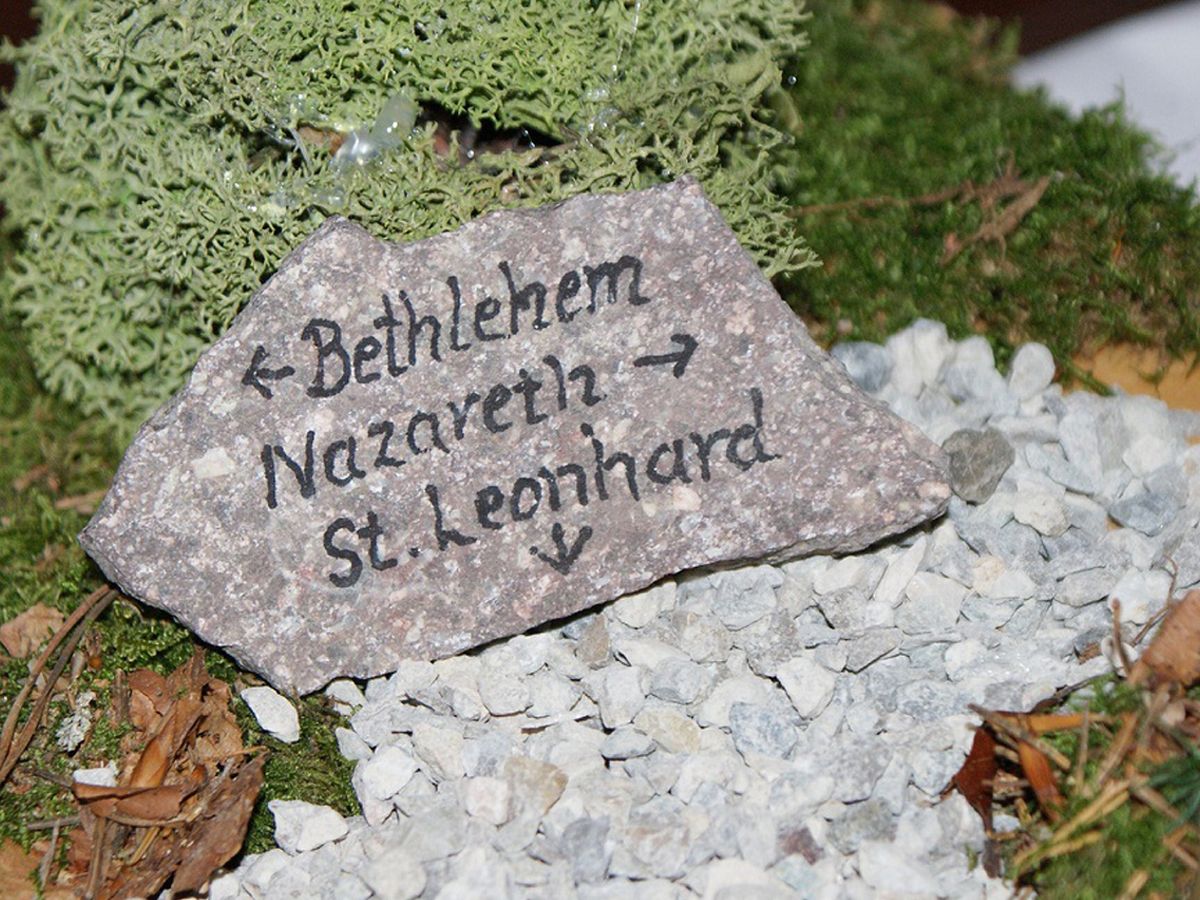 ← Bethlehem
Nazareth →
St. Leonhard
↓